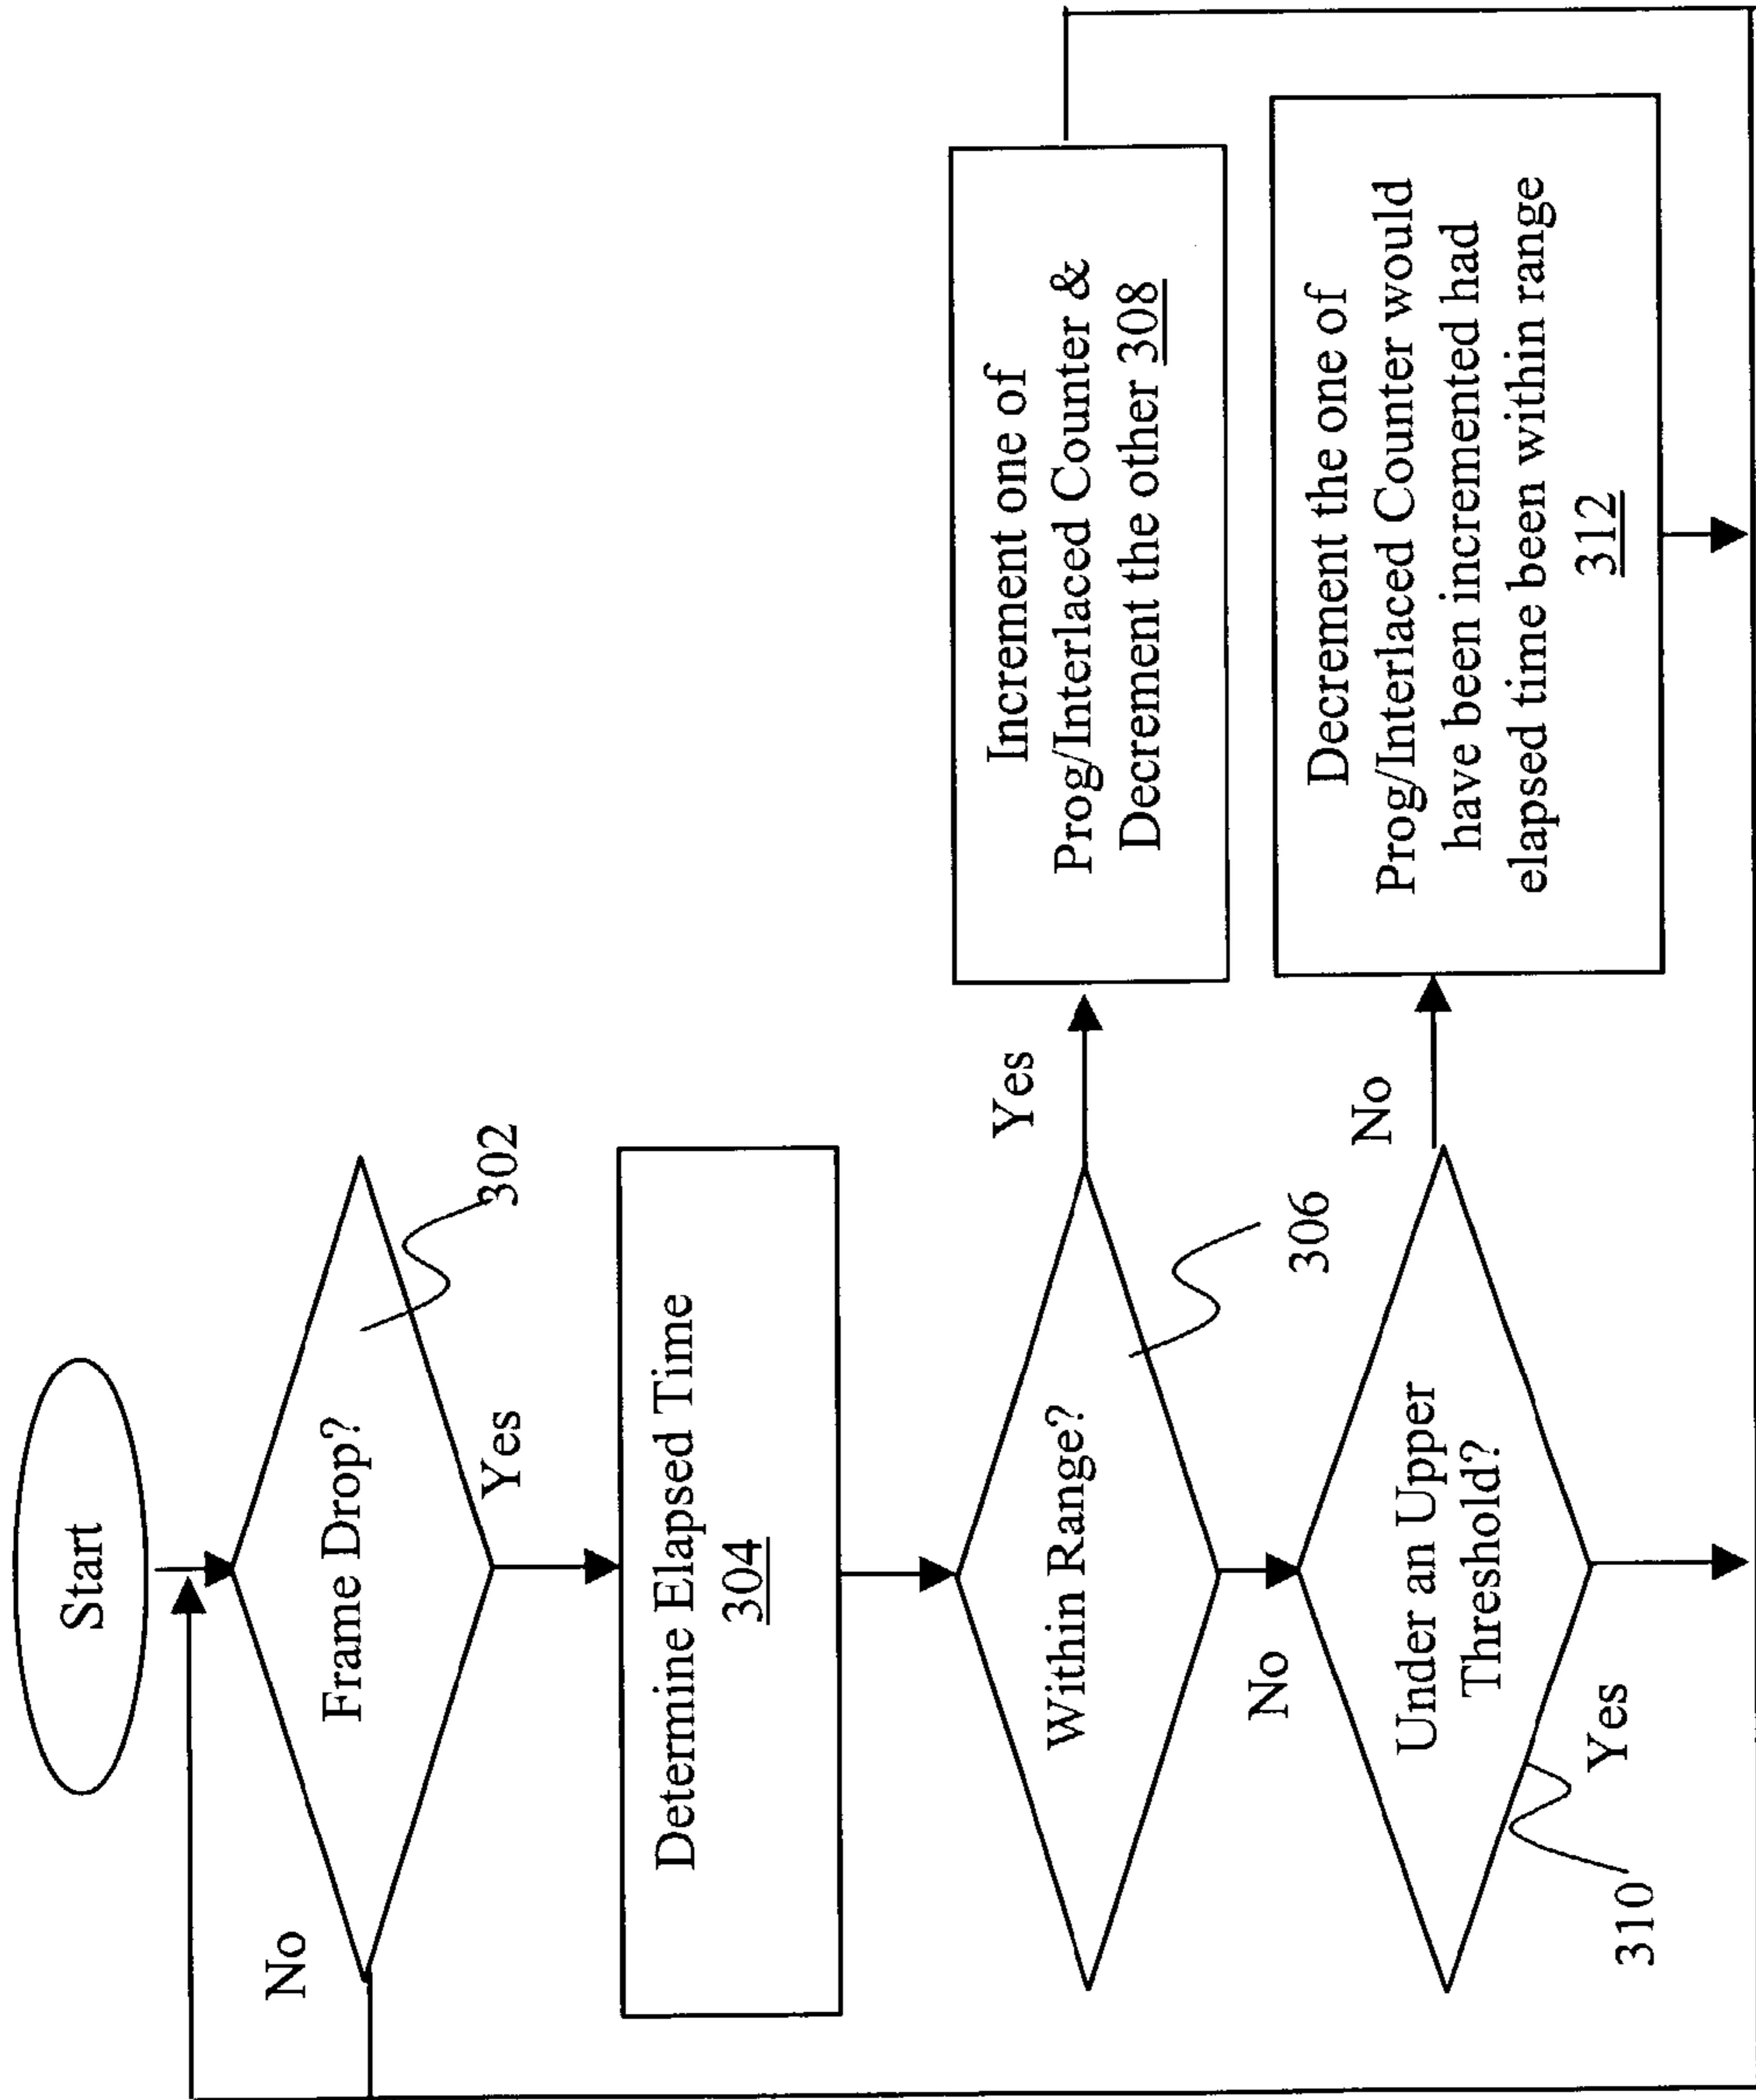 Start
Frame Drop?
302
No
Yes
Determine Elapsed Time
304
Within Range?
306
Yes
No
Increment one of
Prog/Interlaced Counter &
Decrement the other 308
Under an Upper
Threshold?
310
Yes
No
Decrement the one of
Prog/Interlaced Counter would
have been incremented had
elapsed time been within range
312